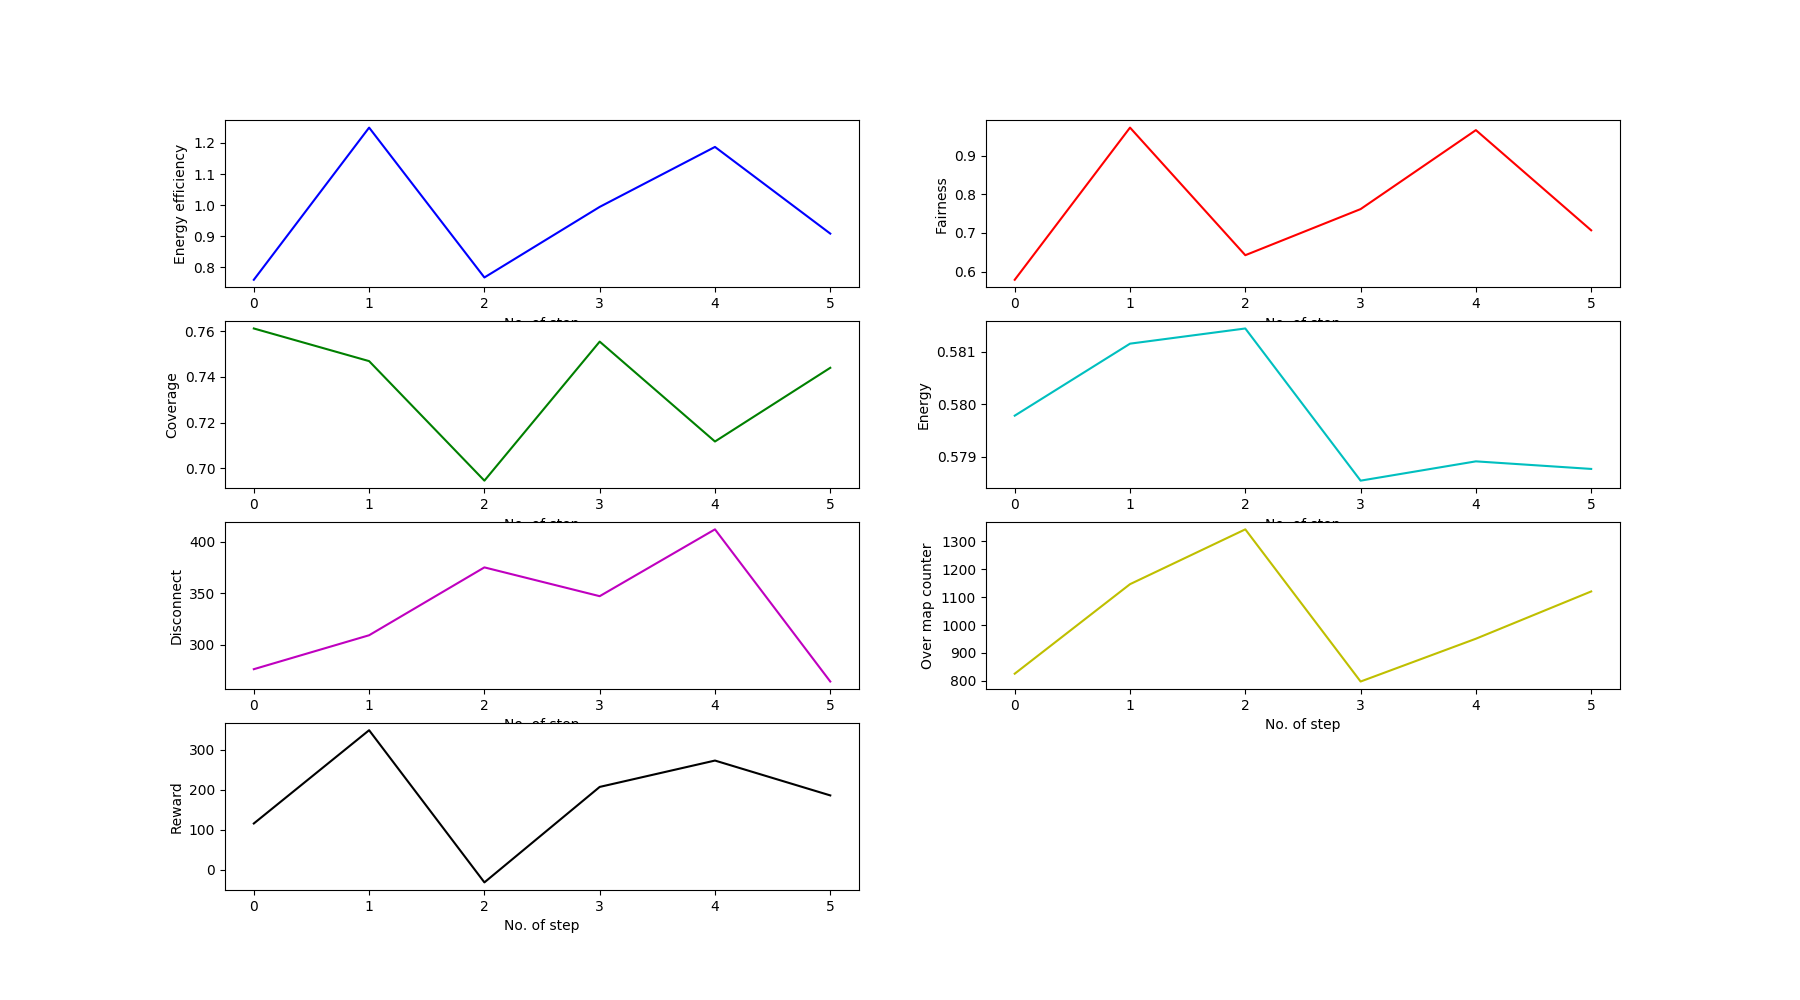 Energy efficiency
1.2
1.1
1.0
0.9
0.8
0 1 2 3 4 5
Fairness
0.9
0.8
0.7
0.6
0 1 2 3 4 5
Coverage
0.76
0.74
0.72
0.70
0 1 2 3 4 5
Energy
0.581
0.580
0.579
0 1 2 3 4 5
Disconnect
400
350
300
0 1 2 3 4 5
Over map counter
1300
1200
1100
1000
900
800
0 1 2 3 4 5
No. of step
Reward
300
200
100
0
0 1 2 3 4 5
No. of step